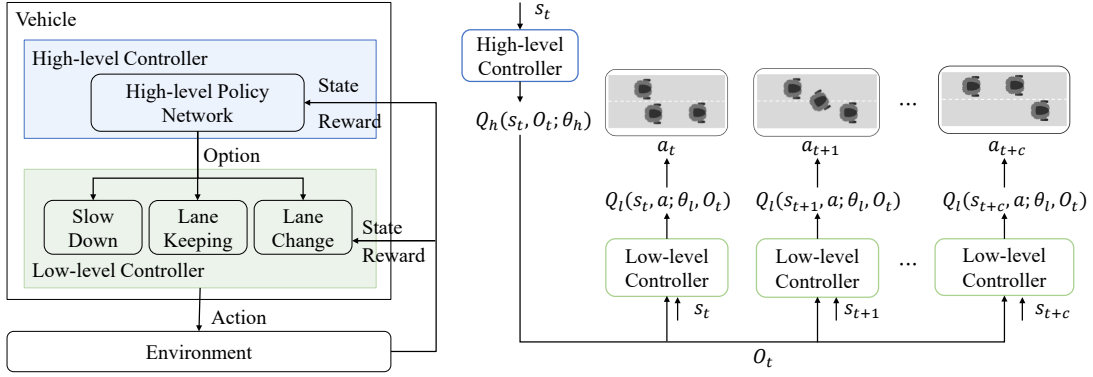 Vehicle
High-level Controller
High-level Policy
Network
State
Reward
Option
Slow
Down
Lane
Keeping
Lane
Change
State
Reward
Low-level Controller
Action
Environment
s_t
High-level
Controller
Q_h(s_t, O_t; θ_h)
...
a_t
a_{t+1}
a_{t+c}
Q_l(s_t, a; θ_l, O_t)
Q_l(s_{t+1}, a; θ_l, O_t)
Q_l(s_{t+c}, a; θ_l, O_t)
Low-level
Controller
Low-level
Controller
...
Low-level
Controller
s_t
s_{t+1}
s_{t+c}
O_t